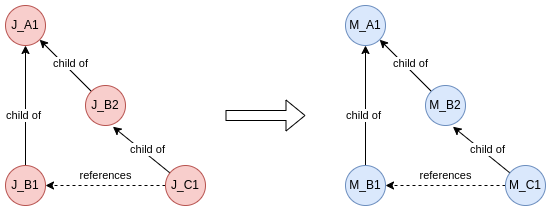 J_A1
child of
J_B2
child of
child of
J_B1
references
J_C1
M_A1
child of
M_B2
child of
child of
M_B1
references
M_C1